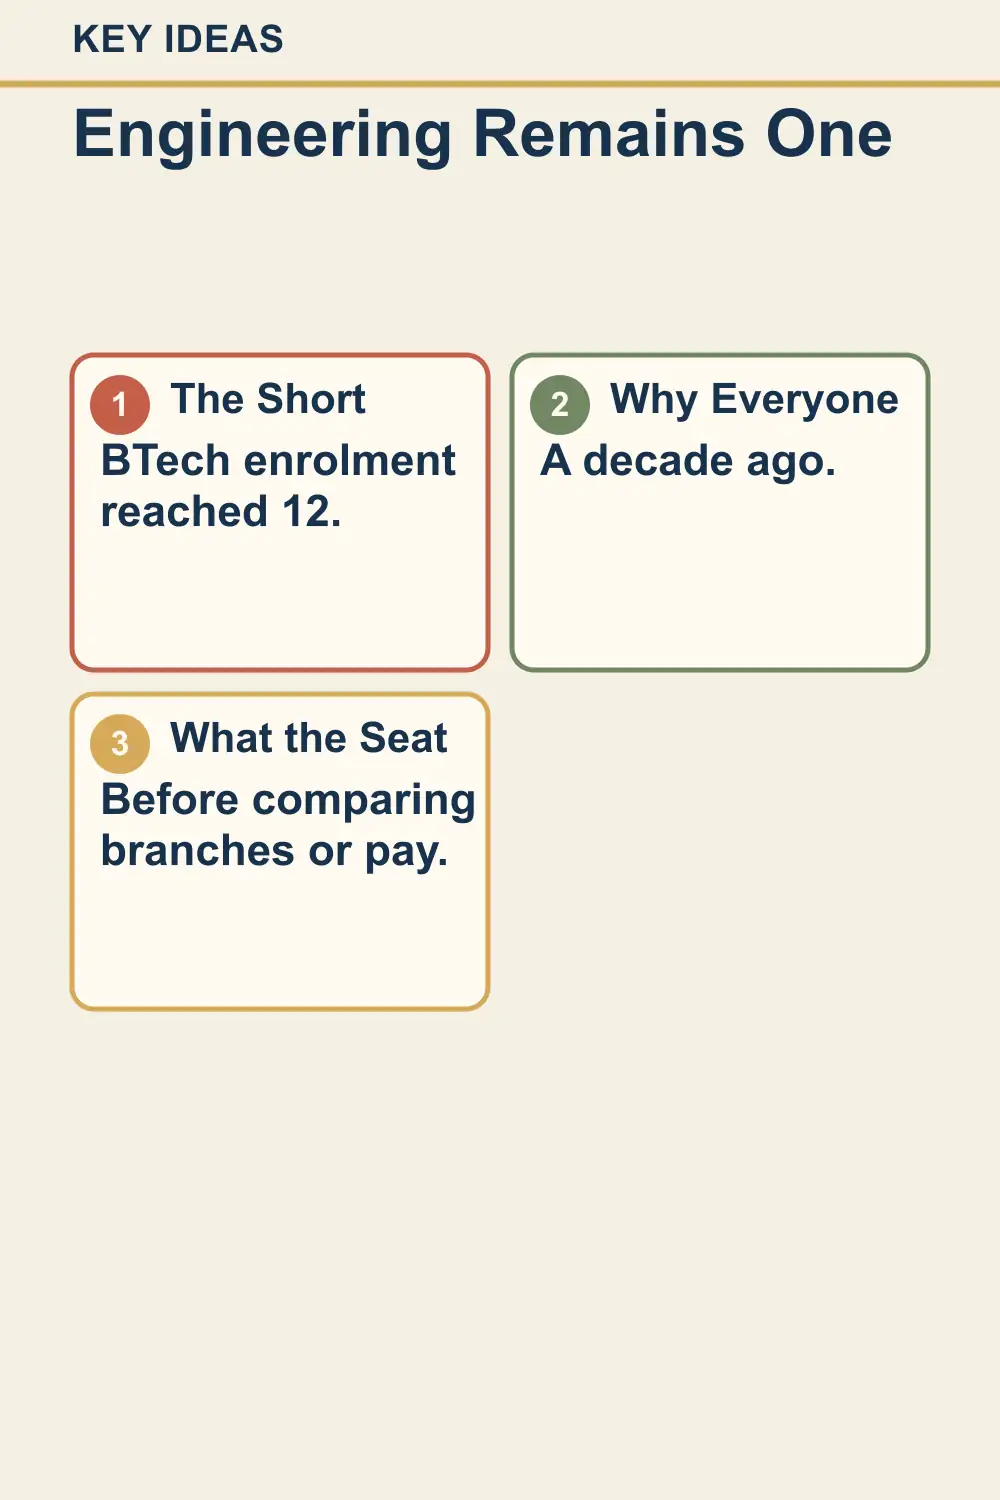 KEY IDEAS
Engineering Remains One
1 The Short
BTech enrolment
reached 12.
2 Why Everyone
A decade ago.
3 What the Seat
Before comparing
branches or pay.